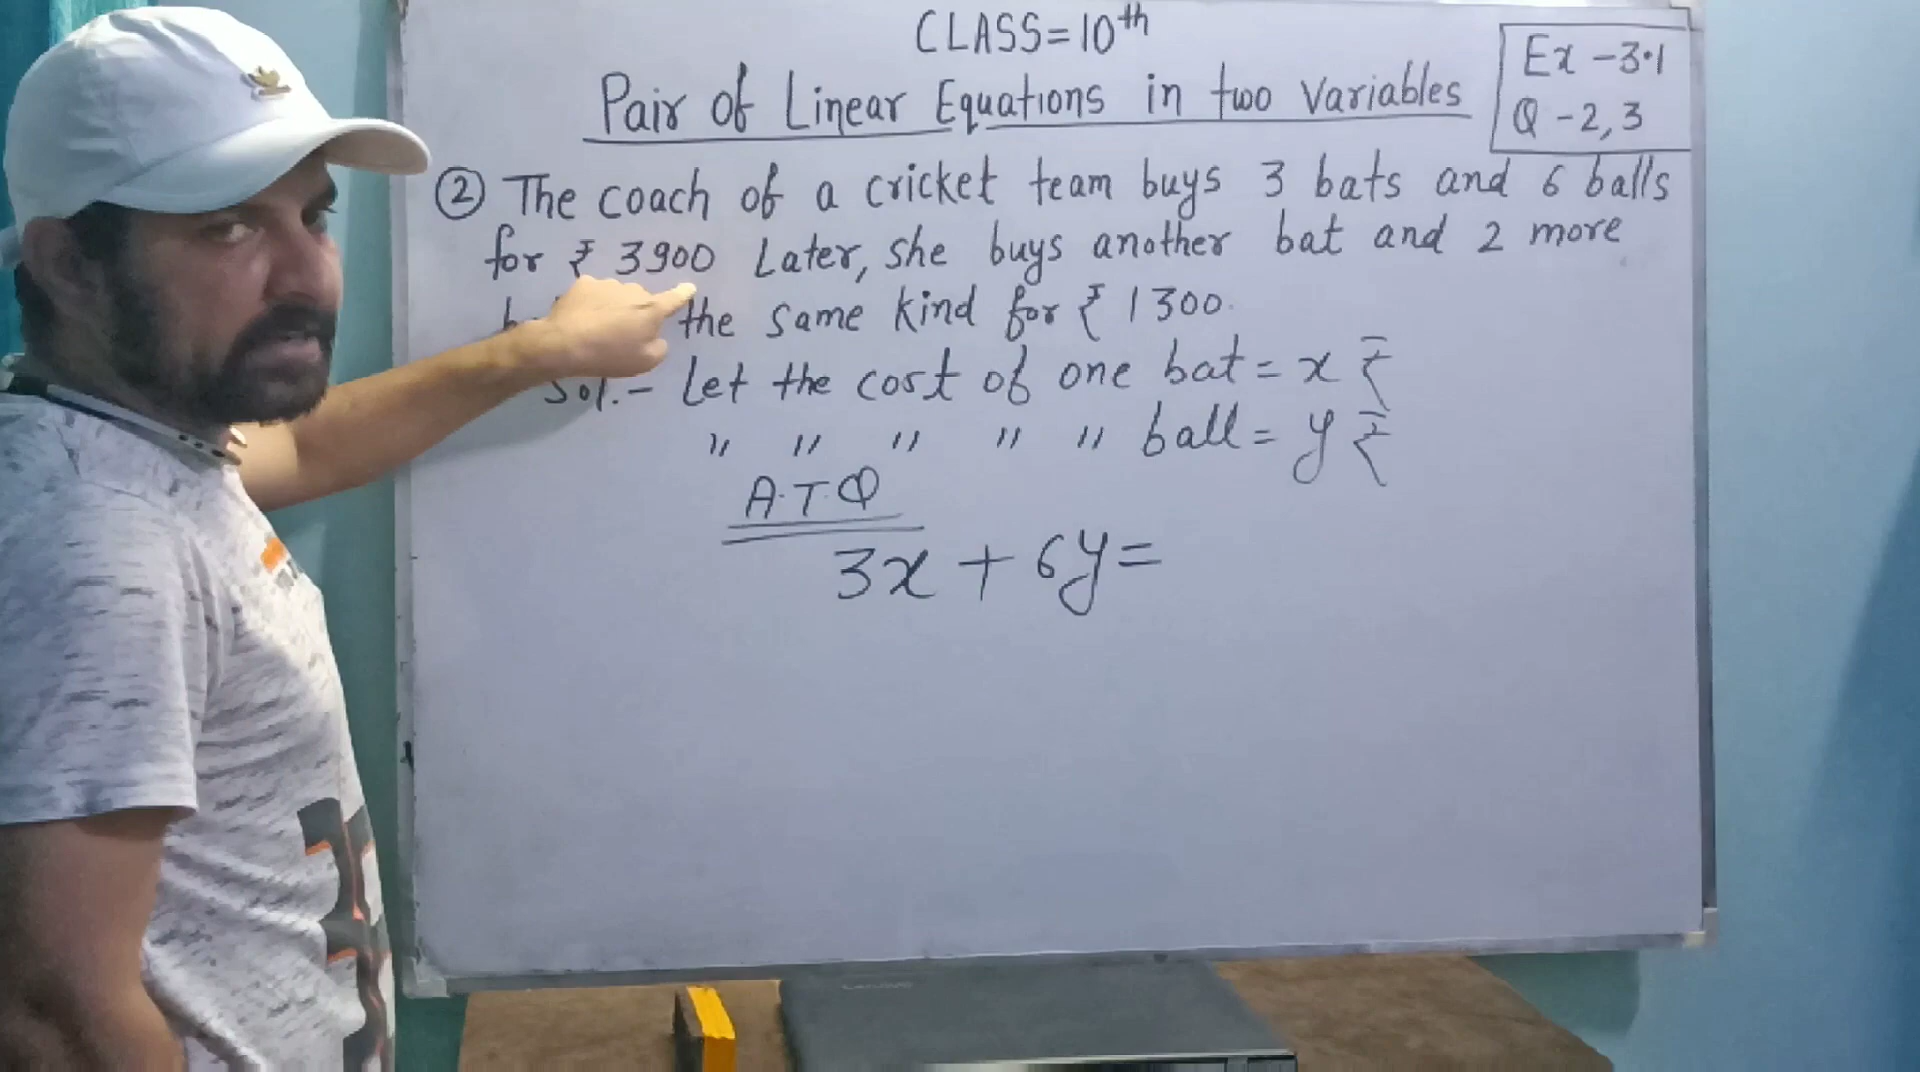 CLASS = 10th
Pair of Linear Equations in two Variables
Ex - 3.1
Q - 2, 3
② The coach of a cricket team buys 3 bats and 6 balls
for ₹ 3900 Later, she buys another bat and 2 more
the same kind for ₹ 1300.
Sol. - Let the cost of one bat = x ₹
" " " " " ball = y ₹
A.T.Q
3x + 6y =